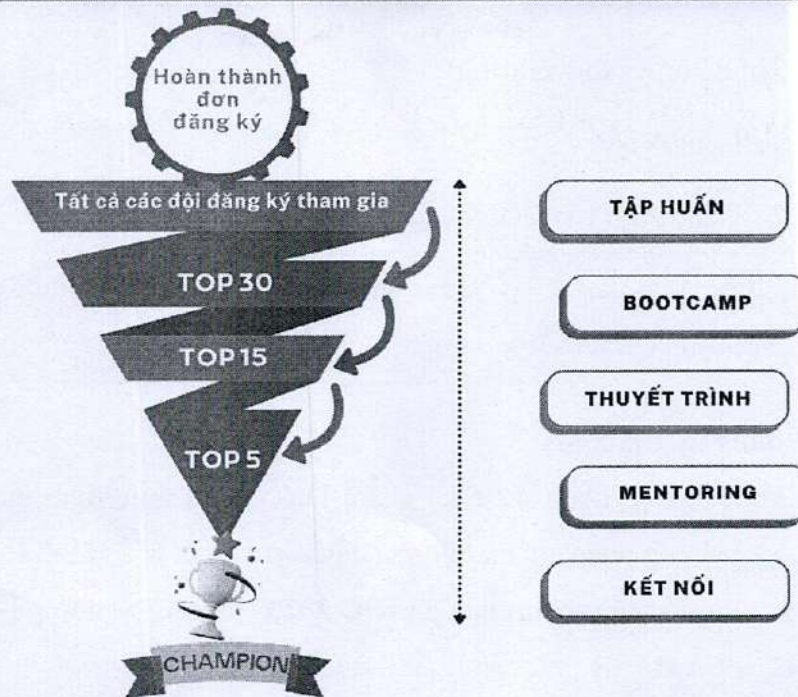 Hoàn thành
đơn
đăng ký
Tất cả các đội đăng ký tham gia
TOP 30
TOP 15
TOP 5
CHAMPION
TẬP HUẤN
BOOTCAMP
THUYẾT TRÌNH
MENTORING
KẾT NỐI